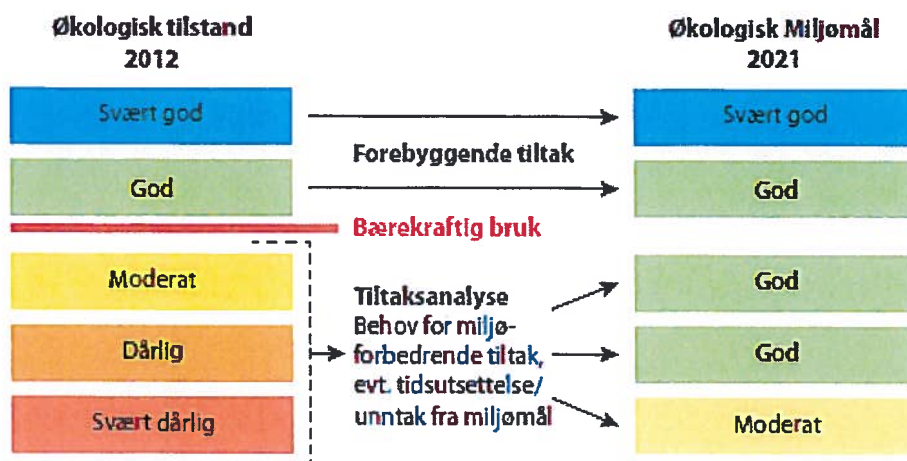 Økologisk tilstand
2012
Økologisk Miljømål
2021
Svært god
Svært god
Forebyggende tiltak
God
God
Bærekraftig bruk
Moderat
God
Tiltaksanalyse
Behov for miljø-
forbedrende tiltak,
evt. tidsutsettelse/
unntak fra miljømål
Dårlig
God
Svært dårlig
Moderat